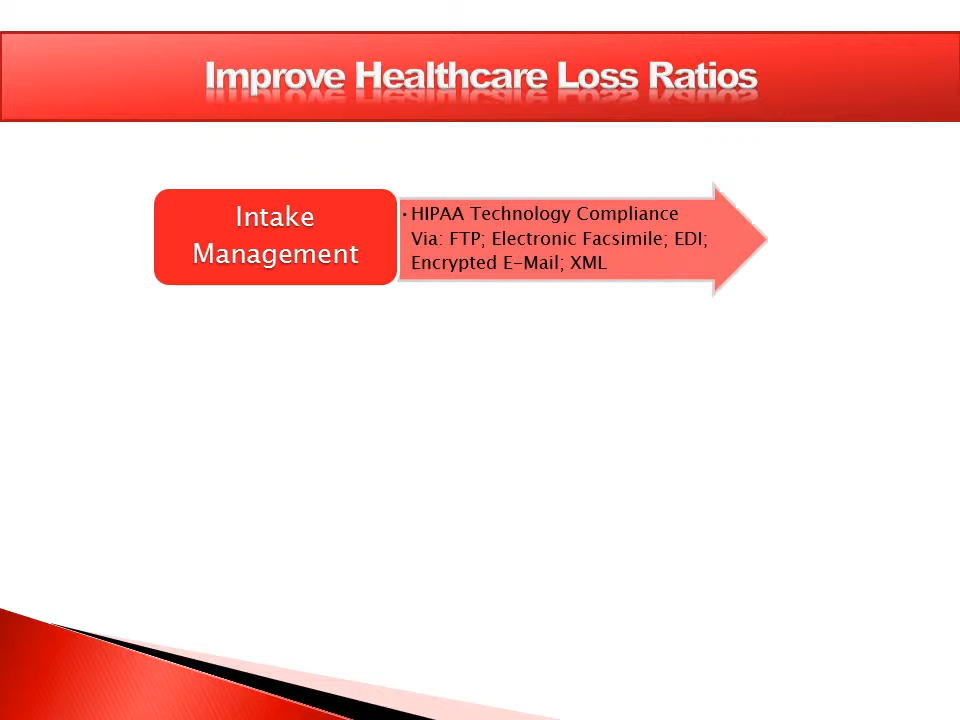 Improve Healthcare Loss Ratios
Intake
Management
•HIPAA Technology Compliance
Via: FTP; Electronic Facsimile; EDI;
Encrypted E-Mail; XML